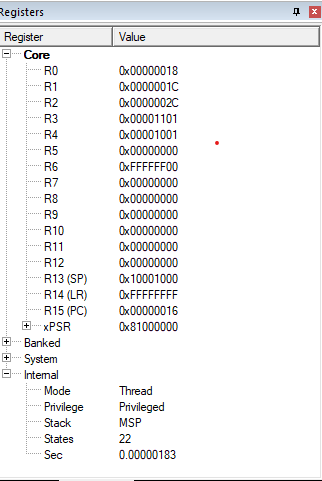 Registers
Register Value
Core
R0 0x00000018
R1 0x0000001C
R2 0x0000002C
R3 0x00001101
R4 0x00001001
R5 0x00000000
R6 0xFFFFFF00
R7 0x00000000
R8 0x00000000
R9 0x00000000
R10 0x00000000
R11 0x00000000
R12 0x00000000
R13 (SP) 0x10001000
R14 (LR) 0xFFFFFFFF
R15 (PC) 0x00000016
xPSR 0x81000000
Banked
System
Internal
Mode Thread
Privilege Privileged
Stack MSP
States 22
Sec 0.00000183